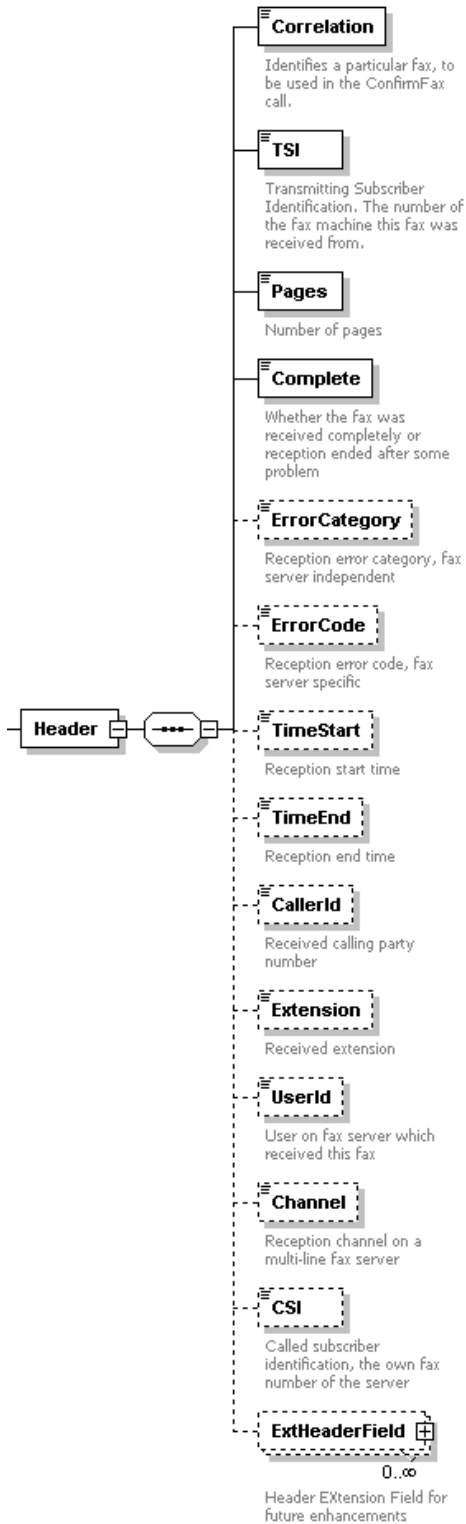 Correlation
Identifies a particular fax, to
be used in the ConfirmFax
call.
TSI
Transmitting Subscriber
Identification. The number of
the fax machine this fax was
received from.
Pages
Number of pages
Complete
Whether the fax was
received completely or
reception ended after some
problem
ErrorCategory
Reception error category, fax
server independent
ErrorCode
Reception error code, fax
server specific
Header
TimeStart
Reception start time
TimeEnd
Reception end time
CallerId
Received calling party
number
Extension
Received extension
UserId
User on fax server which
received this fax
Channel
Reception channel on a
multi-line fax server
CSI
Called subscriber
identification, the own fax
number of the server
ExtHeaderField
0..∞
Header EXtension Field for
future enhancements